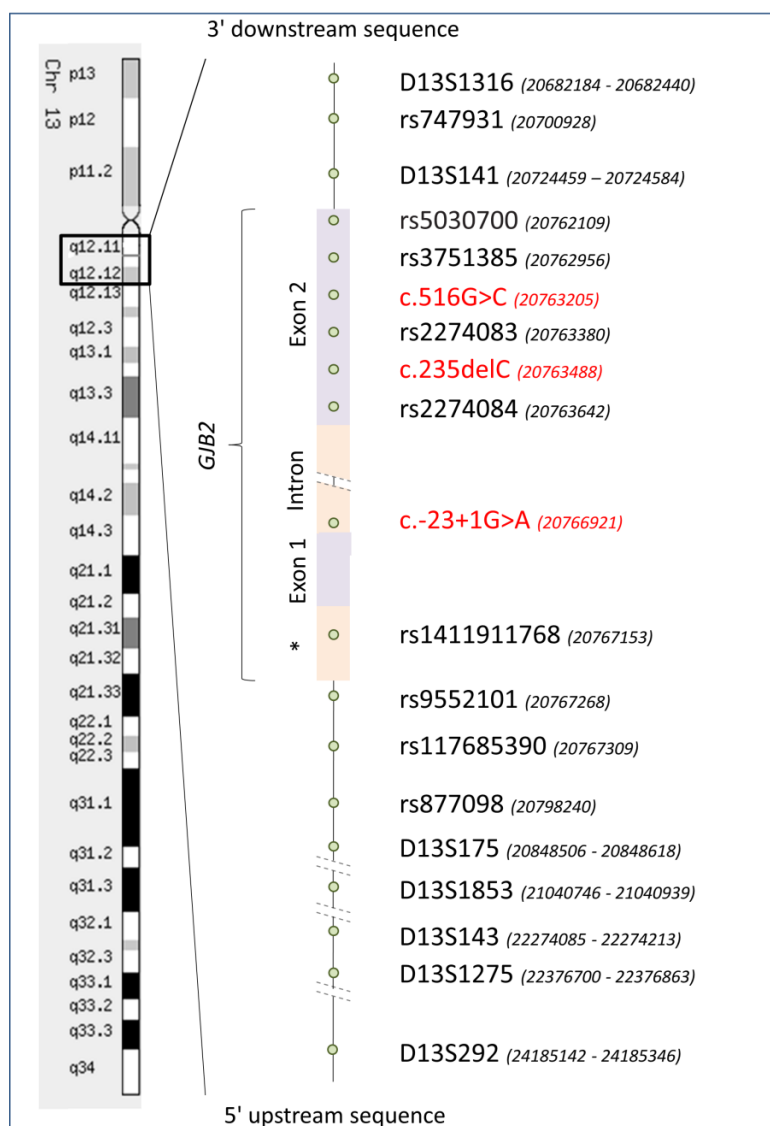 3' downstream sequence
Chr 13
p13
p12
p11.2
q12.11
q12.12
q12.13
q12.3
q13.1
q13.3
q14.11
q14.2
q14.3
q21.1
q21.2
q21.31
q21.32
q21.33
q22.1
q22.2
q22.3
q31.1
q31.2
q31.3
q32.1
q32.3
q33.1
q33.2
q33.3
q34
GJB2
Exon 2
Intron
Exon 1
*
D13S1316 (20682184 - 20682440)
rs747931 (20700928)
D13S141 (20724459 – 20724584)
rs5030700 (20762109)
rs3751385 (20762956)
c.516G>C (20763205)
rs2274083 (20763380)
c.235delC (20763488)
rs2274084 (20763642)
c.-23+1G>A (20766921)
rs1411911768 (20767153)
rs9552101 (20767268)
rs117685390 (20767309)
rs877098 (20798240)
D13S175 (20848506 - 20848618)
D13S1853 (21040746 - 21040939)
D13S143 (22274085 - 22274213)
D13S1275 (22376700 - 22376863)
D13S292 (24185142 - 24185346)
5' upstream sequence